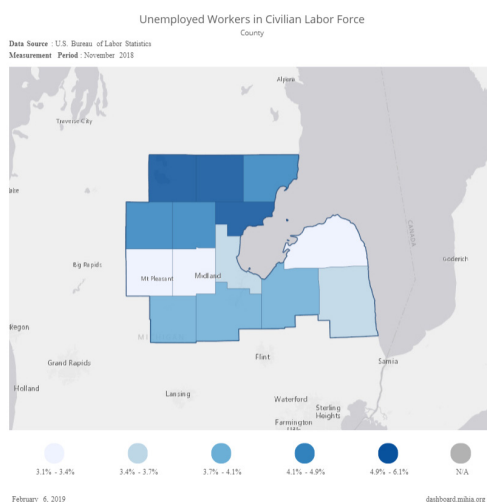 Unemployed Workers in Civilian Labor Force
County
Data Source : U.S. Bureau of Labor Statistics
Measurement Period : November 2018
Alpena
Traverse City
CANADA
Goderich
Big Rapids
Mt Pleasant
Midland
Flint
Sarnia
Grand Rapids
Holland
Lansing
Waterford
Sterling
Heights
Farmington
3.1% - 3.4%
3.4% - 3.7%
3.7% - 4.1%
4.1% - 4.9%
4.9% - 6.1%
N/A
February 6, 2019
dashboard.mihia.org